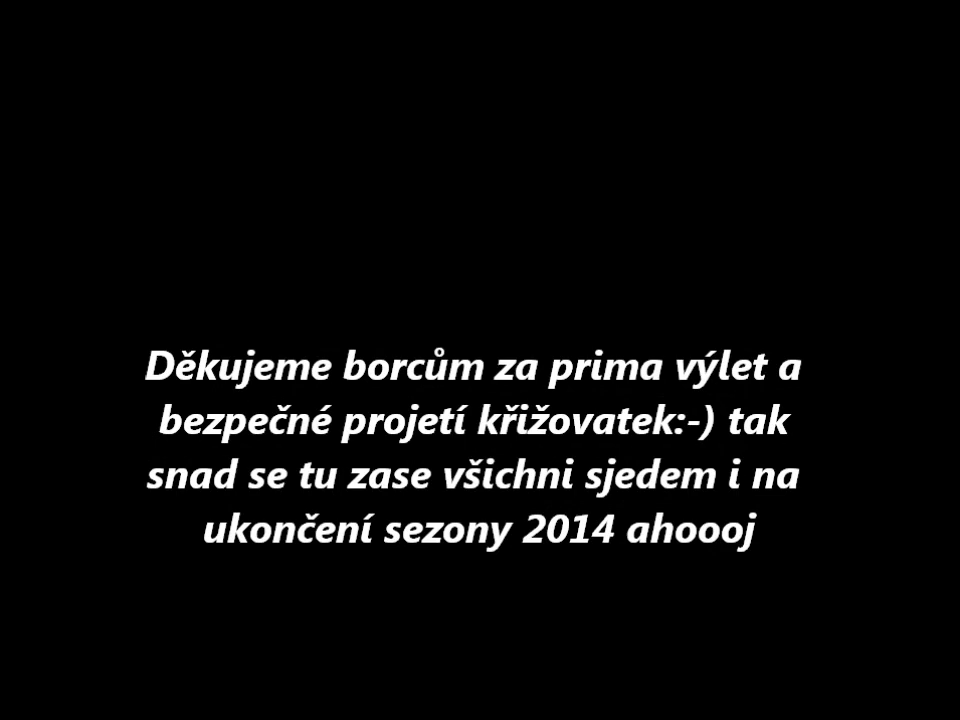 Děkujeme borcům za prima výlet a
bezpečné projetí křižovatek:-) tak
snad se tu zase všichni sjedem i na
ukončení sezony 2014 ahoooj